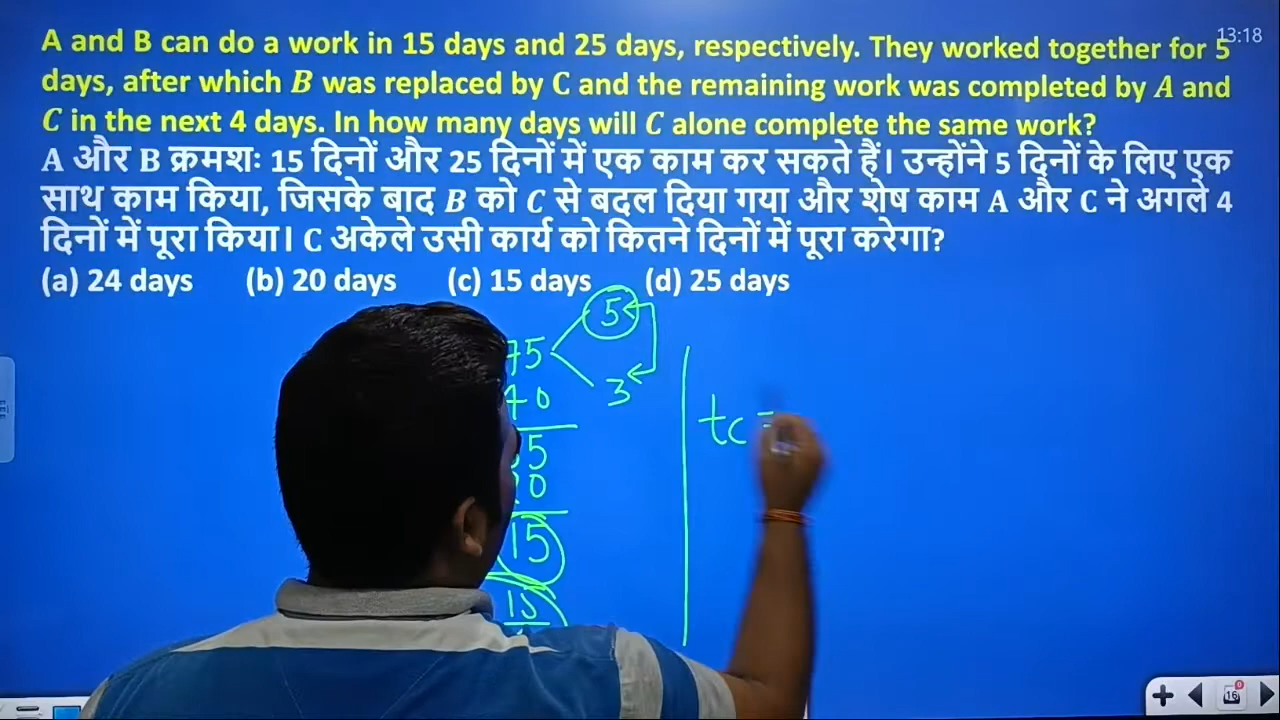 13:18
A and B can do a work in 15 days and 25 days, respectively. They worked together for 5
days, after which B was replaced by C and the remaining work was completed by A and
C in the next 4 days. In how many days will C alone complete the same work?
A और B क्रमशः 15 दिनों और 25 दिनों में एक काम कर सकते हैं। उन्होंने 5 दिनों के लिए एक
साथ काम किया, जिसके बाद B को C से बदल दिया गया और शेष काम A और C ने अगले 4
दिनों में पूरा किया। C अकेले उसी कार्य को कितने दिनों में पूरा करेगा?
(a) 24 days (b) 20 days (c) 15 days (d) 25 days
5
75
3
40
tc =
15
16